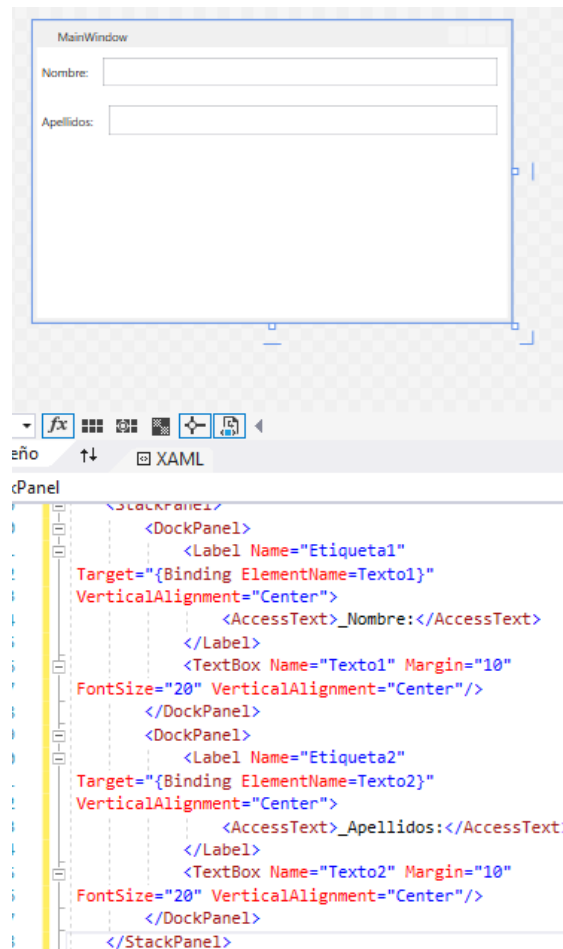 MainWindow
Nombre:
Apellidos:
fx
eño
XAML
kPanel
<StackPanel>
<DockPanel>
<Label Name="Etiqueta1"
Target="{Binding ElementName=Texto1}"
VerticalAlignment="Center">
<AccessText>_Nombre:</AccessText>
</Label>
<TextBox Name="Texto1" Margin="10"
FontSize="20" VerticalAlignment="Center"/>
</DockPanel>
<DockPanel>
<Label Name="Etiqueta2"
Target="{Binding ElementName=Texto2}"
VerticalAlignment="Center">
<AccessText>_Apellidos:</AccessText
</Label>
<TextBox Name="Texto2" Margin="10"
FontSize="20" VerticalAlignment="Center"/>
</DockPanel>
</StackPanel>